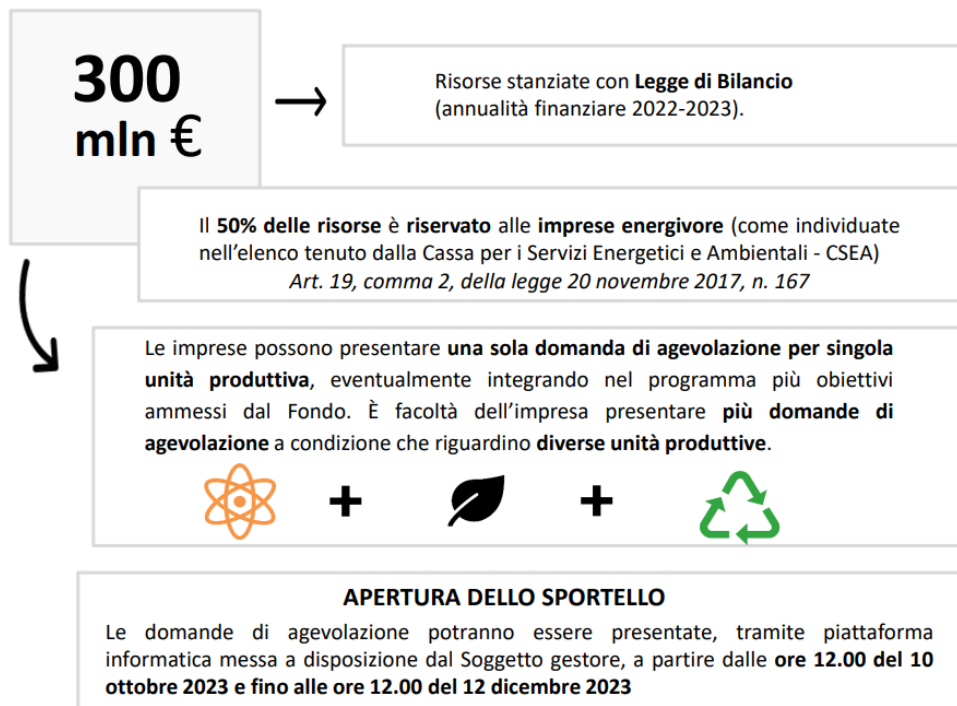 300
mln €
Risorse stanziate con Legge di Bilancio
(annualità finanziare 2022-2023).
Il 50% delle risorse è riservato alle imprese energivore (come individuate
nell’elenco tenuto dalla Cassa per i Servizi Energetici e Ambientali - CSEA)
Art. 19, comma 2, della legge 20 novembre 2017, n. 167
Le imprese possono presentare una sola domanda di agevolazione per singola
unità produttiva, eventualmente integrando nel programma più obiettivi
ammessi dal Fondo. È facoltà dell’impresa presentare più domande di
agevolazione a condizione che riguardino diverse unità produttive.
+ +
APERTURA DELLO SPORTELLO
Le domande di agevolazione potranno essere presentate, tramite piattaforma
informatica messa a disposizione dal Soggetto gestore, a partire dalle ore 12.00 del 10
ottobre 2023 e fino alle ore 12.00 del 12 dicembre 2023